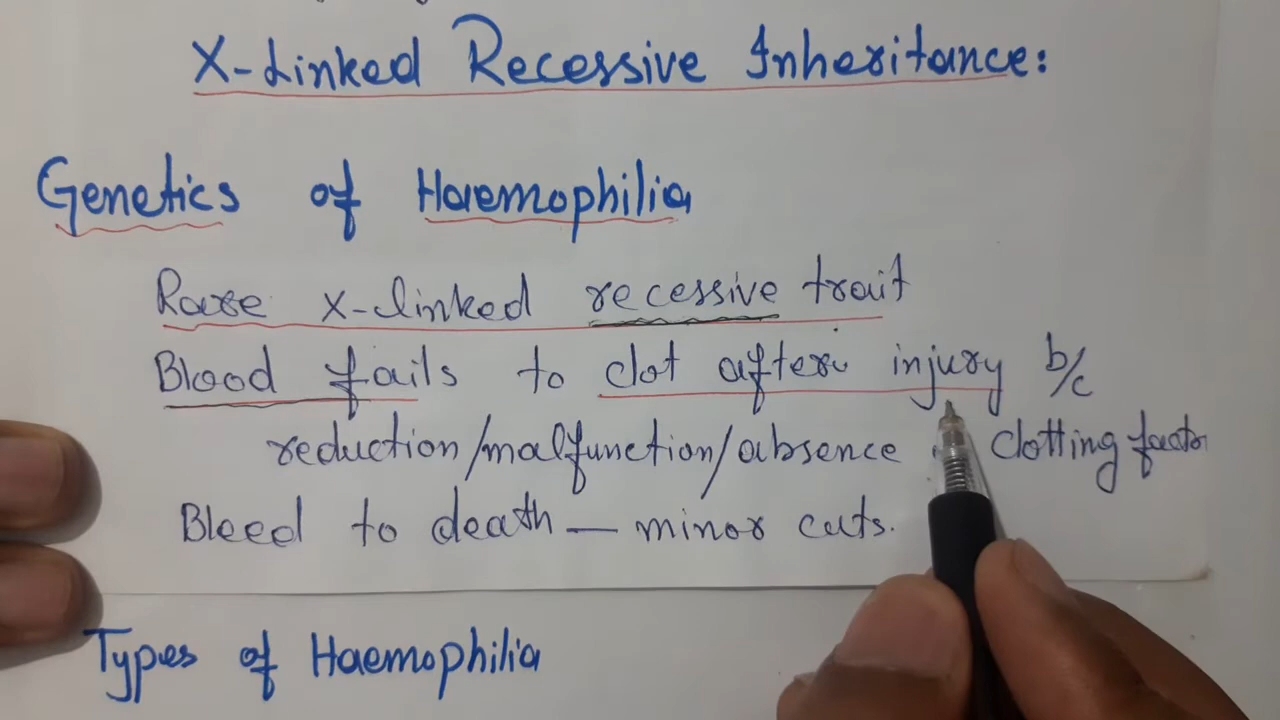 X-Linked Recessive Inheritance:
Genetics of Haemophilia
Rare X-linked recessive trait
Blood fails to clot after injury b/c
reduction/malfunction/absence clotting factor
Bleed to death — minor cuts.
Types of Haemophilia